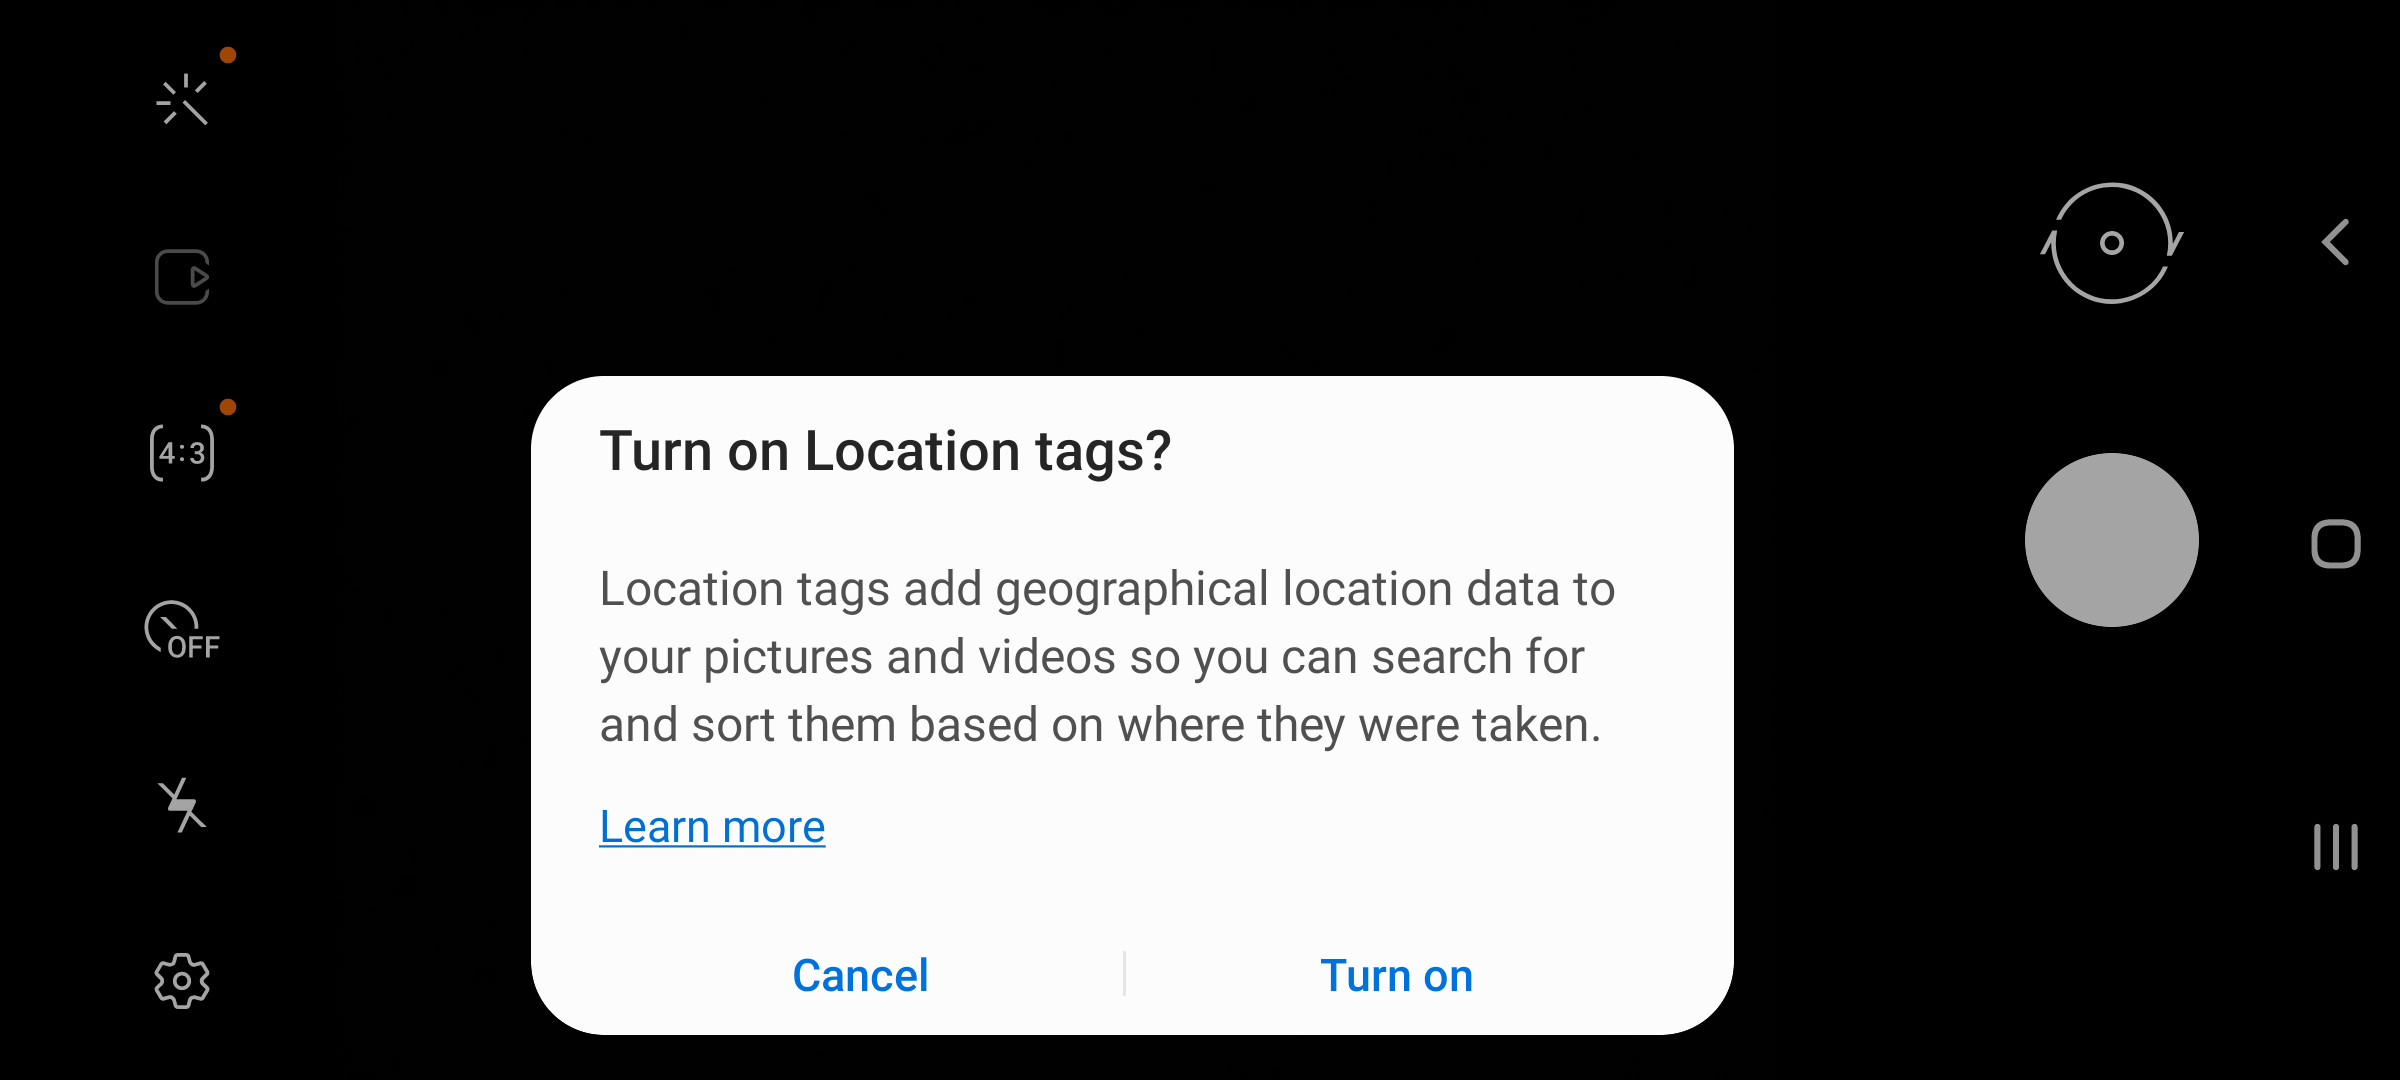 4:3
OFF
Turn on Location tags?
Location tags add geographical location data to
your pictures and videos so you can search for
and sort them based on where they were taken.
Learn more
Cancel
Turn on